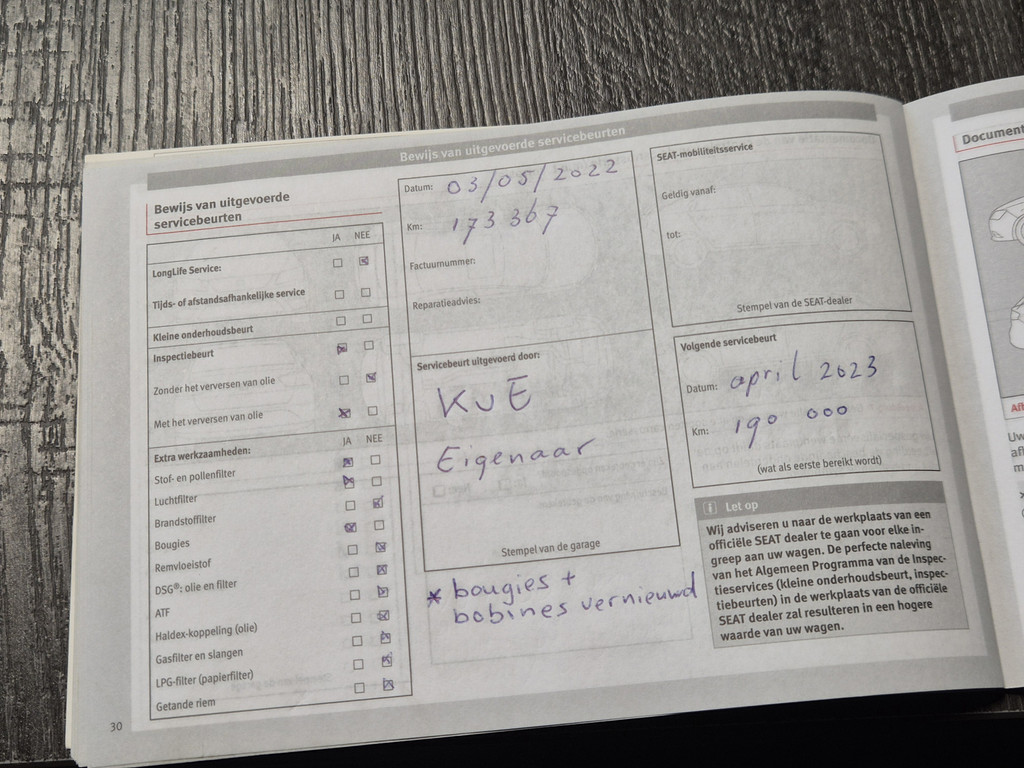 Bewijs van uitgevoerde servicebeurten
Bewijs van uitgevoerde
servicebeurten
JA NEE
LongLife Service:
Tijds- of afstandsafhankelijke service
Kleine onderhoudsbeurt
Inspectiebeurt
Zonder het verversen van olie
Met het verversen van olie
Extra werkzaamheden: JA NEE
Stof- en pollenfilter
Luchtfilter
Brandstoffilter
Bougies
Remvloeistof
DSG®: olie en filter
ATF
Haldex-koppeling (olie)
Gasfilter en slangen
LPG-filter (papierfilter)
Getande riem
30
Datum: 03/05/2022
Km: 173 367
Factuurnummer:
Reparatieadvies:
Servicebeurt uitgevoerd door:
KvE
Eigenaar
Stempel van de garage
* bougies +
bobines vernieuwd
SEAT-mobiliteitsservice
Geldig vanaf:
tot:
Stempel van de SEAT-dealer
Volgende servicebeurt
Datum: april 2023
Km: 190 000
(wat als eerste bereikt wordt)
i Let op
Wij adviseren u naar de werkplaats van een
officiële SEAT dealer te gaan voor elke in-
greep aan uw wagen. De perfecte naleving
van het Algemeen Programma van de Inspec-
tieservices (kleine onderhoudsbeurt, inspec-
tiebeurten) in de werkplaats van de officiële
SEAT dealer zal resulteren in een hogere
waarde van uw wagen.
Document